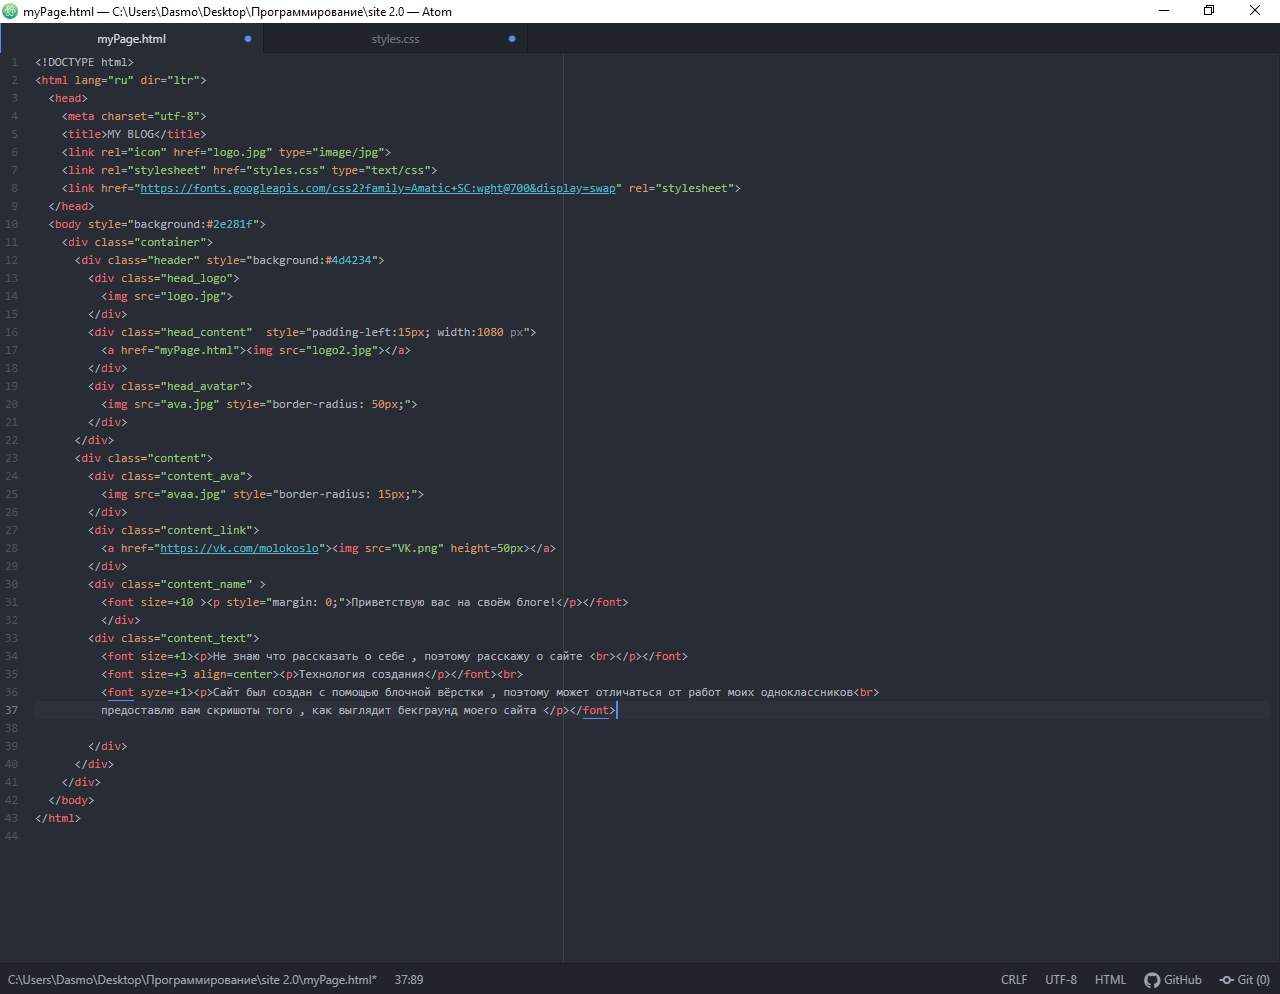 myPage.html — C:\Users\Dasmo\Desktop\Программирование\site 2.0 — Atom
myPage.html
styles.css
1 <!DOCTYPE html>
2 <html lang="ru" dir="ltr">
3 <head>
4 <meta charset="utf-8">
5 <title>MY BLOG</title>
6 <link rel="icon" href="logo.jpg" type="image/jpg">
7 <link rel="stylesheet" href="styles.css" type="text/css">
8 <link href="https://fonts.googleapis.com/css2?family=Amatic+SC:wght@700&display=swap" rel="stylesheet">
9 </head>
10 <body style="background:#2e281f">
11 <div class="container">
12 <div class="header" style="background:#4d4234">
13 <div class="head_logo">
14 <img src="logo.jpg">
15 </div>
16 <div class="head_content"  style="padding-left:15px; width:1080 px">
17 <a href="myPage.html"><img src="logo2.jpg"></a>
18 </div>
19 <div class="head_avatar">
20 <img src="ava.jpg" style="border-radius: 50px;">
21 </div>
22 </div>
23 <div class="content">
24 <div class="content_ava">
25 <img src="avaa.jpg" style="border-radius: 15px;">
26 </div>
27 <div class="content_link">
28 <a href="https://vk.com/molokoslo"><img src="VK.png" height=50px></a>
29 </div>
30 <div class="content_name" >
31 <font size=+10 ><p style="margin: 0;">Приветствую вас на своём блоге!</p></font>
32 </div>
33 <div class="content_text">
34 <font size=+1><p>Не знаю что рассказать о себе , поэтому расскажу о сайте <br></p></font>
35 <font size=+3 align=center><p>Технология создания</p></font><br>
36 <font syze=+1><p>Сайт был создан с помощью блочной вёрстки , поэтому может отличаться от работ моих одноклассников<br>
37 предоставлю вам скришоты того , как выглядит бекграунд моего сайта </p></font>
38
39 </div>
40 </div>
41 </div>
42 </body>
43 </html>
44
C:\Users\Dasmo\Desktop\Программирование\site 2.0\myPage.html* 37:89 CRLF UTF-8 HTML GitHub Git (0)